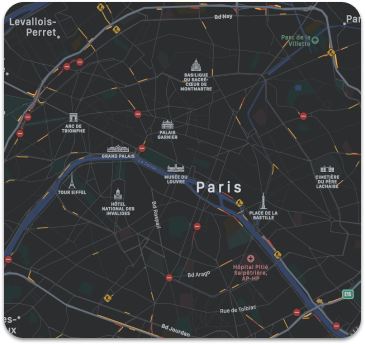 Bd Ney
Levallois-
Perret
Par
Parc de la
Villette
BASILIQUE
DU SACRÉ-
CŒUR DE
MONTMARTRE
ARC DE
TRIOMPHE
PALAIS
GARNIER
GRAND PALAIS
MUSÉE DU
LOUVRE
CIMETIÈRE
DU PÈRE
LACHAISE
TOUR EIFFEL
Paris
HÔTEL
NATIONAL DES
INVALIDES
Bd Raspail
PLACE DE LA
BASTILLE
Hôpital Pitié
Salpêtrière,
AP-HP
Bd Arago
Rue de Tolbiac
es-*
ux
Bd Jourdan